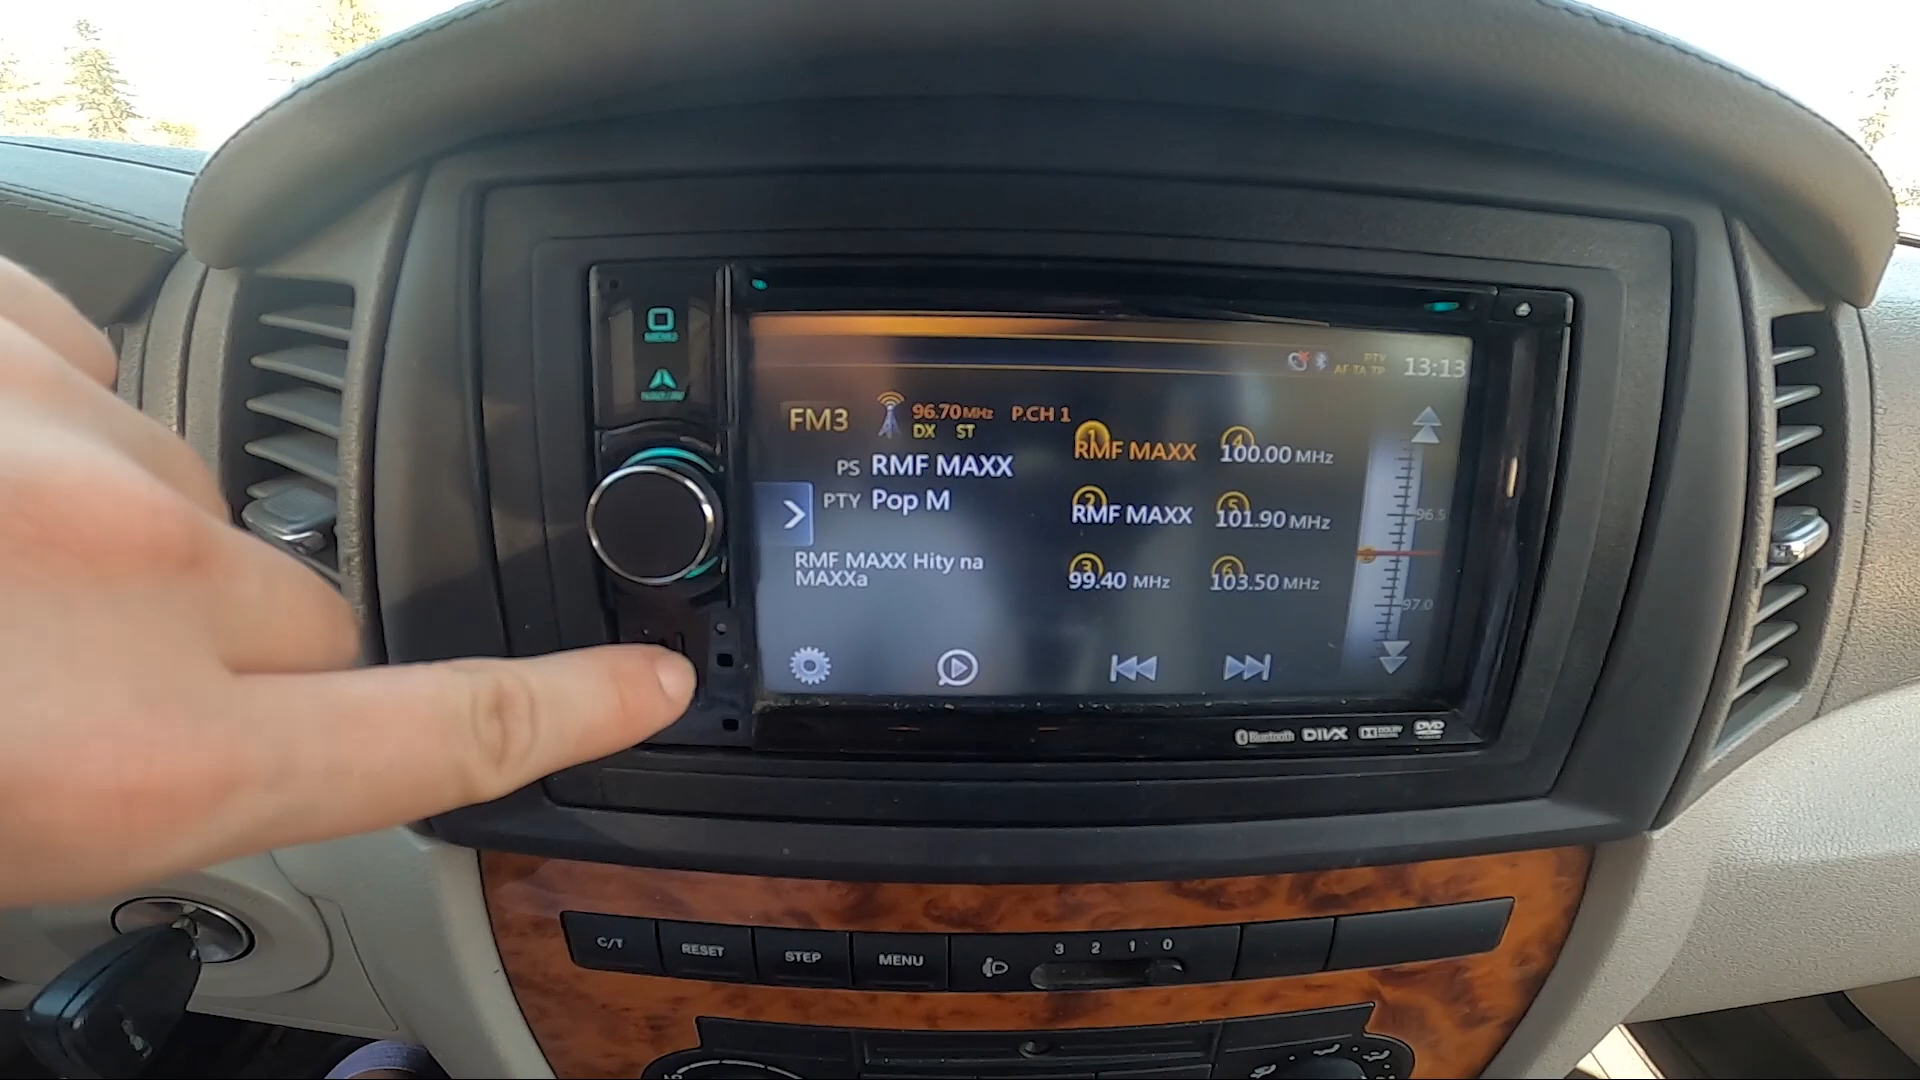 MENU
PTY
AF TA TP
13:13
FM3
96.70 MHz P.CH 1
DX ST
PS RMF MAXX
PTY Pop M
RMF MAXX Hity na
MAXXa
1 RMF MAXX
4 100.00 MHz
2 RMF MAXX
5 101.90 MHz
3 99.40 MHz
6 103.50 MHz
96.5
97.0
Bluetooth DIVX DOLBY DVD
C/T RESET STEP MENU 3 2 1 0